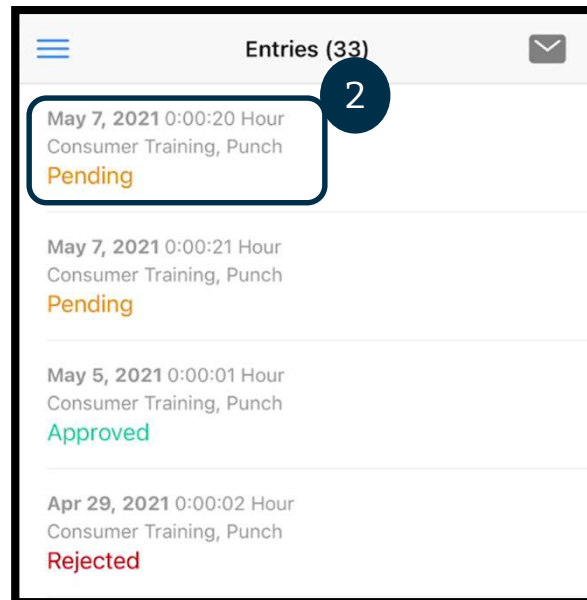 Entries (33)
2
May 7, 2021 0:00:20 Hour
Consumer Training, Punch
Pending
May 7, 2021 0:00:21 Hour
Consumer Training, Punch
Pending
May 5, 2021 0:00:01 Hour
Consumer Training, Punch
Approved
Apr 29, 2021 0:00:02 Hour
Consumer Training, Punch
Rejected